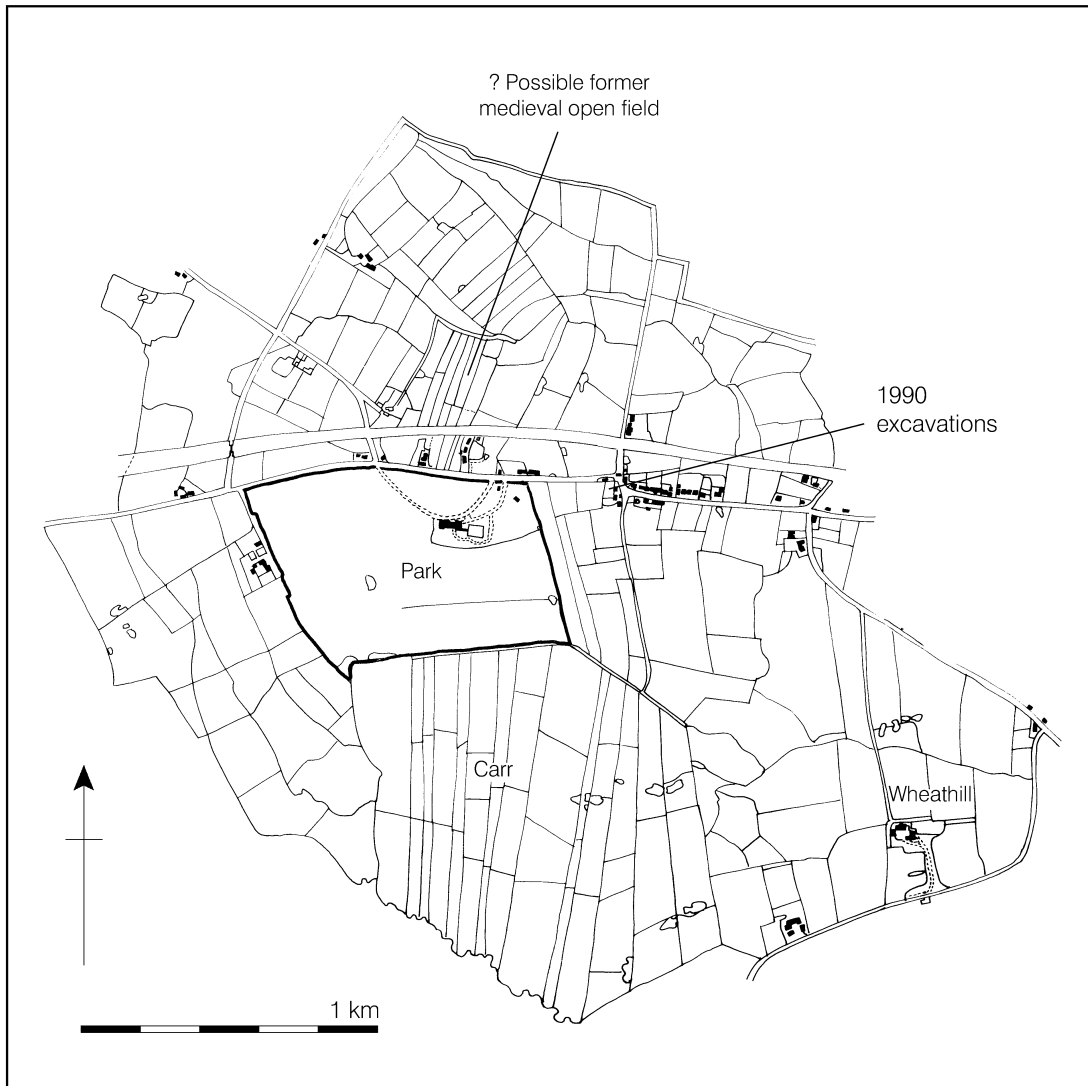 ? Possible former
medieval open field
1990
excavations
Park
Carr
Wheathill
1 km